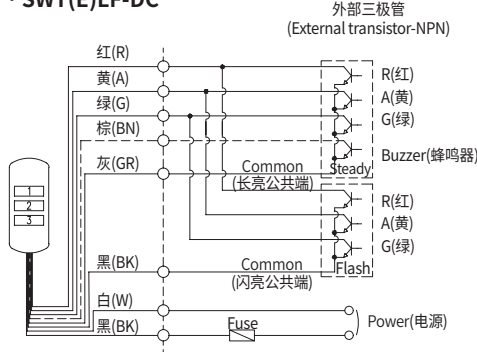 · SWT(E)LF-DC
外部三极管
(External transistor-NPN)
红(R)
黄(A)
绿(G)
棕(BN)
灰(GR)
Common
(长亮公共端)
Steady
R(红)
A(黄)
G(绿)
Buzzer(蜂鸣器)
1
2
3
R(红)
A(黄)
G(绿)
黑(BK)
Common
(闪亮公共端)
Flash
白(W)
黑(BK)
Fuse
Power(电源)